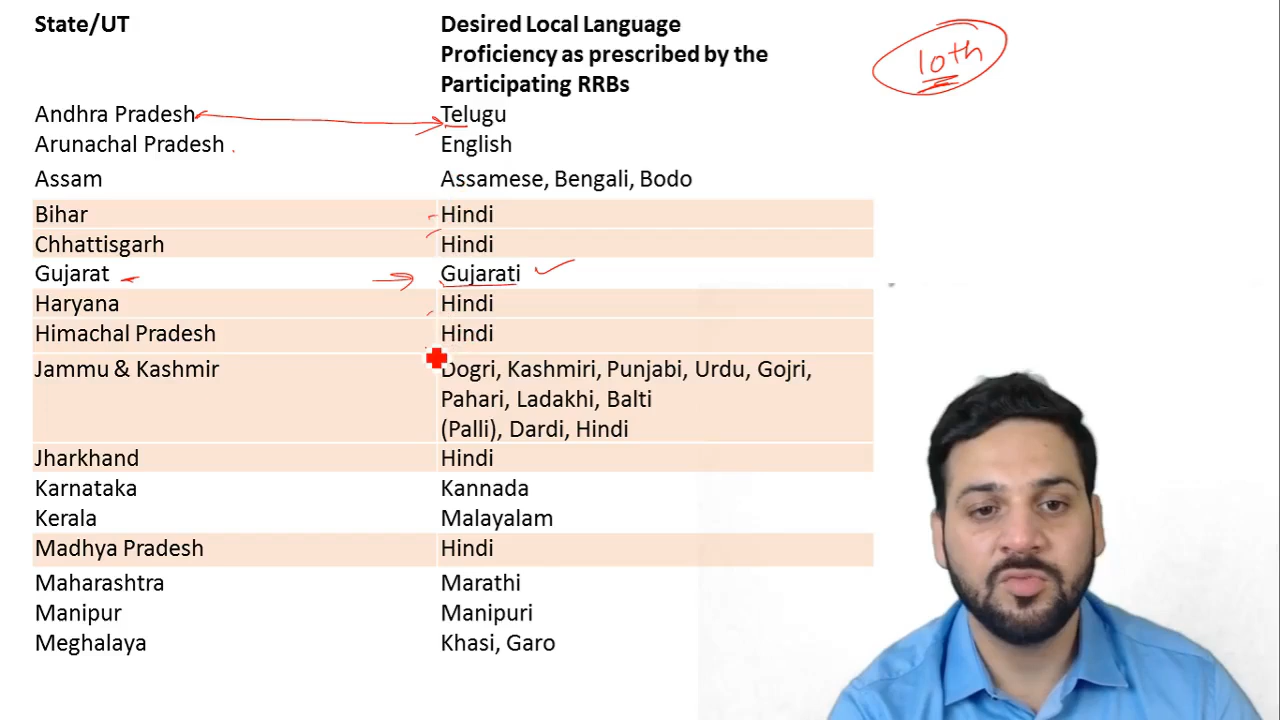 State/UT Desired Local Language
Proficiency as prescribed by the
Participating RRBs
10th
Andhra Pradesh Telugu
Arunachal Pradesh English
Assam Assamese, Bengali, Bodo
Bihar Hindi
Chhattisgarh Hindi
Gujarat Gujarati
Haryana Hindi
Himachal Pradesh Hindi
Jammu & Kashmir Dogri, Kashmiri, Punjabi, Urdu, Gojri,
Pahari, Ladakhi, Balti
(Palli), Dardi, Hindi
Jharkhand Hindi
Karnataka Kannada
Kerala Malayalam
Madhya Pradesh Hindi
Maharashtra Marathi
Manipur Manipuri
Meghalaya Khasi, Garo